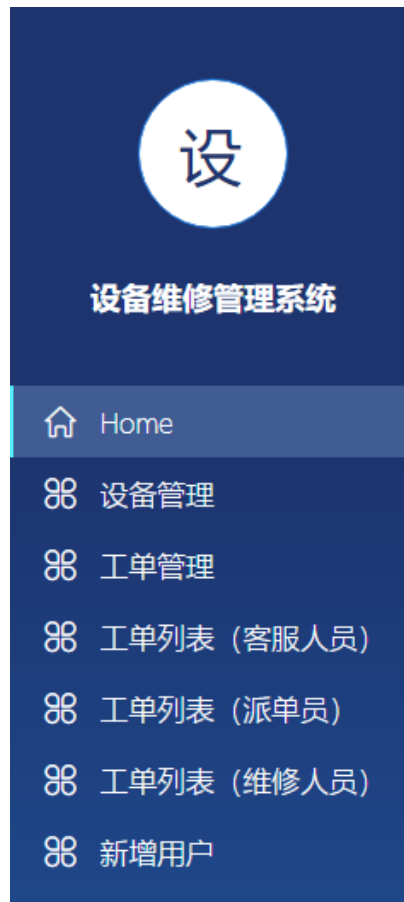 设
设备维修管理系统
Home
设备管理
工单管理
工单列表（客服人员）
工单列表（派单员）
工单列表（维修人员）
新增用户